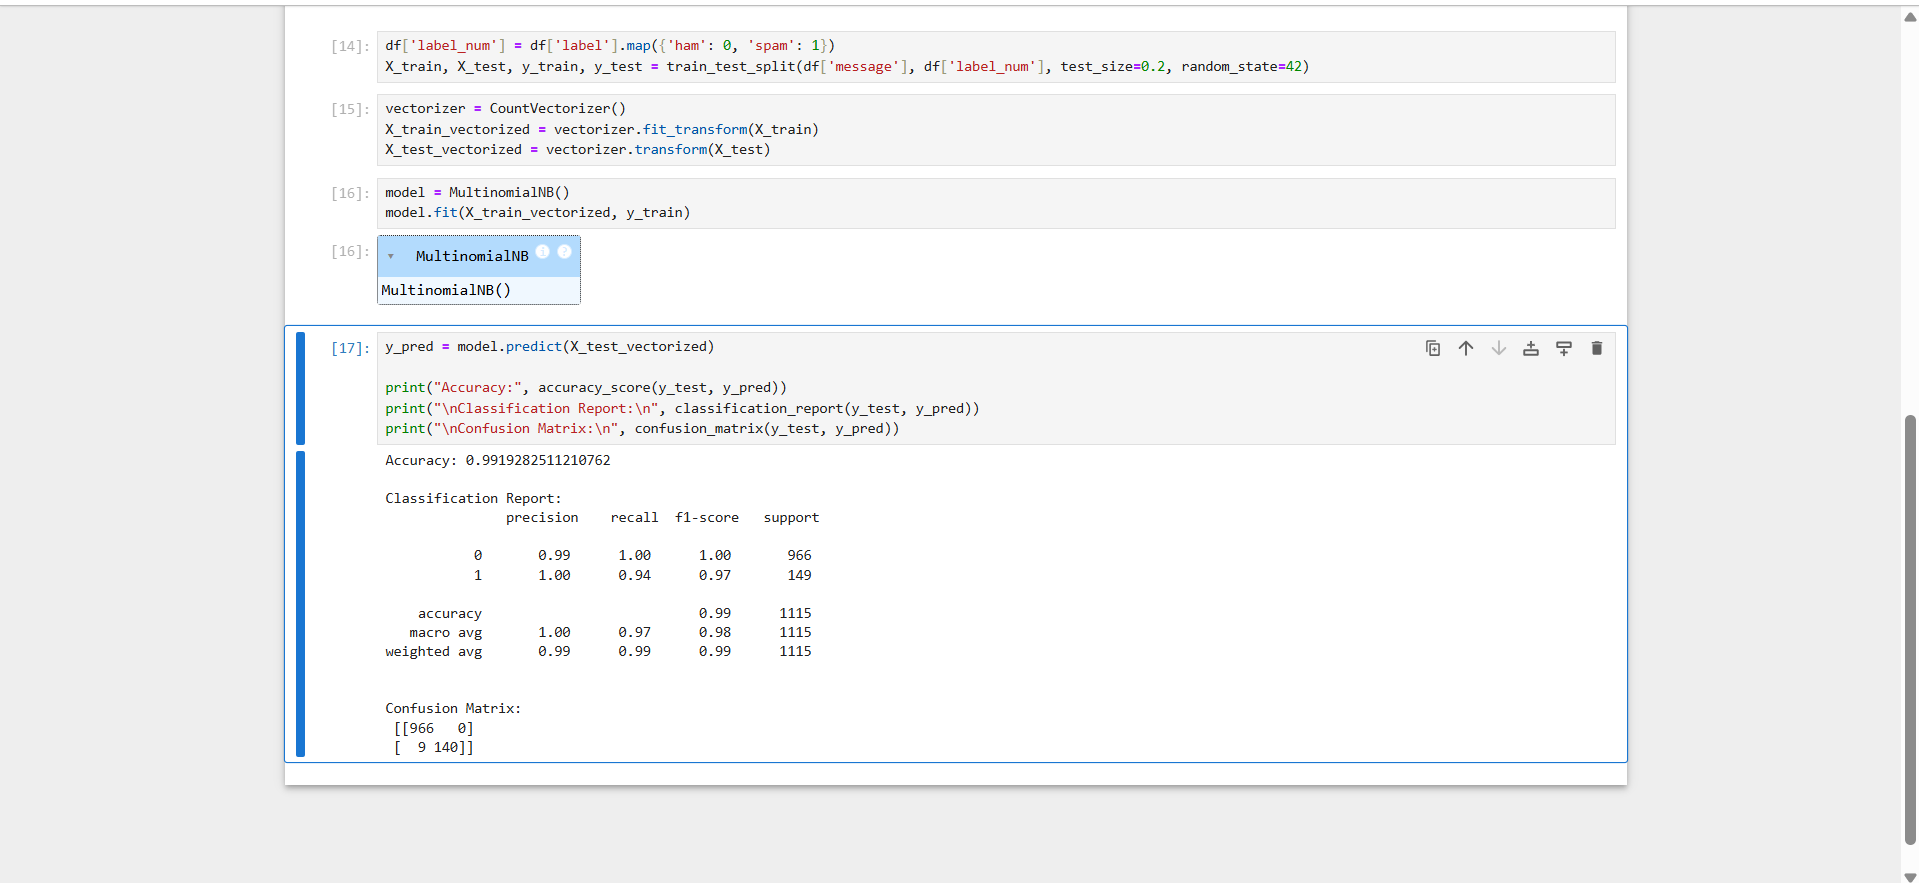 [14]: df['label_num'] = df['label'].map({'ham': 0, 'spam': 1})
X_train, X_test, y_train, y_test = train_test_split(df['message'], df['label_num'], test_size=0.2, random_state=42)
[15]: vectorizer = CountVectorizer()
X_train_vectorized = vectorizer.fit_transform(X_train)
X_test_vectorized = vectorizer.transform(X_test)
[16]: model = MultinomialNB()
model.fit(X_train_vectorized, y_train)
[16]: MultinomialNB i ?
MultinomialNB()
[17]: y_pred = model.predict(X_test_vectorized)
print("Accuracy:", accuracy_score(y_test, y_pred))
print("\nClassification Report:\n", classification_report(y_test, y_pred))
print("\nConfusion Matrix:\n", confusion_matrix(y_test, y_pred))
Accuracy: 0.9919282511210762
Classification Report:
precision recall f1-score support
0 0.99 1.00 1.00 966
1 1.00 0.94 0.97 149
accuracy 0.99 1115
macro avg 1.00 0.97 0.98 1115
weighted avg 0.99 0.99 0.99 1115
Confusion Matrix:
[[966 0]
[ 9 140]]